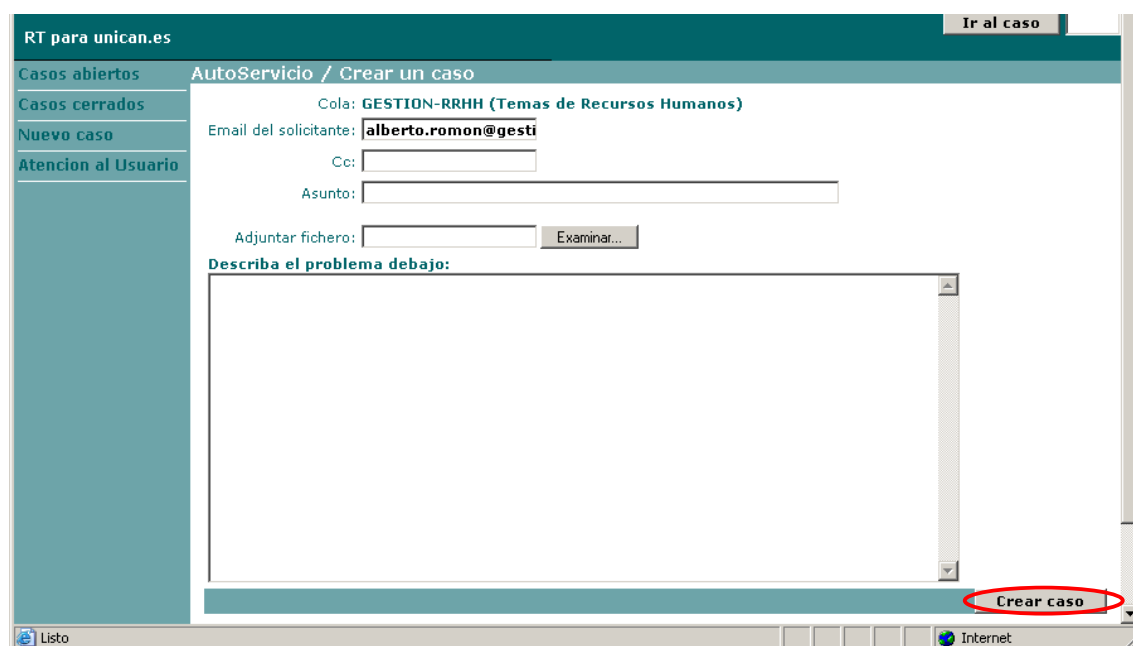 Ir al caso
RT para unican.es
Casos abiertos
AutoServicio / Crear un caso
Casos cerrados
Cola: GESTION-RRHH (Temas de Recursos Humanos)
Nuevo caso
Email del solicitante: alberto.romon@gesti
Atencion al Usuario
Cc:
Asunto:
Adjuntar fichero: Examinar...
Describa el problema debajo:
Crear caso
Listo
Internet